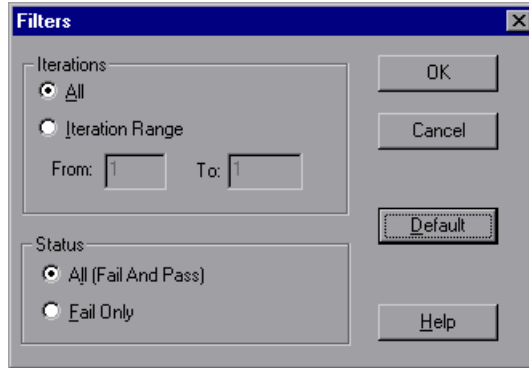 Filters
Iterations
All
Iteration Range
From: 1 To: 1
Status
All (Fail And Pass)
Fail Only
OK
Cancel
Default
Help